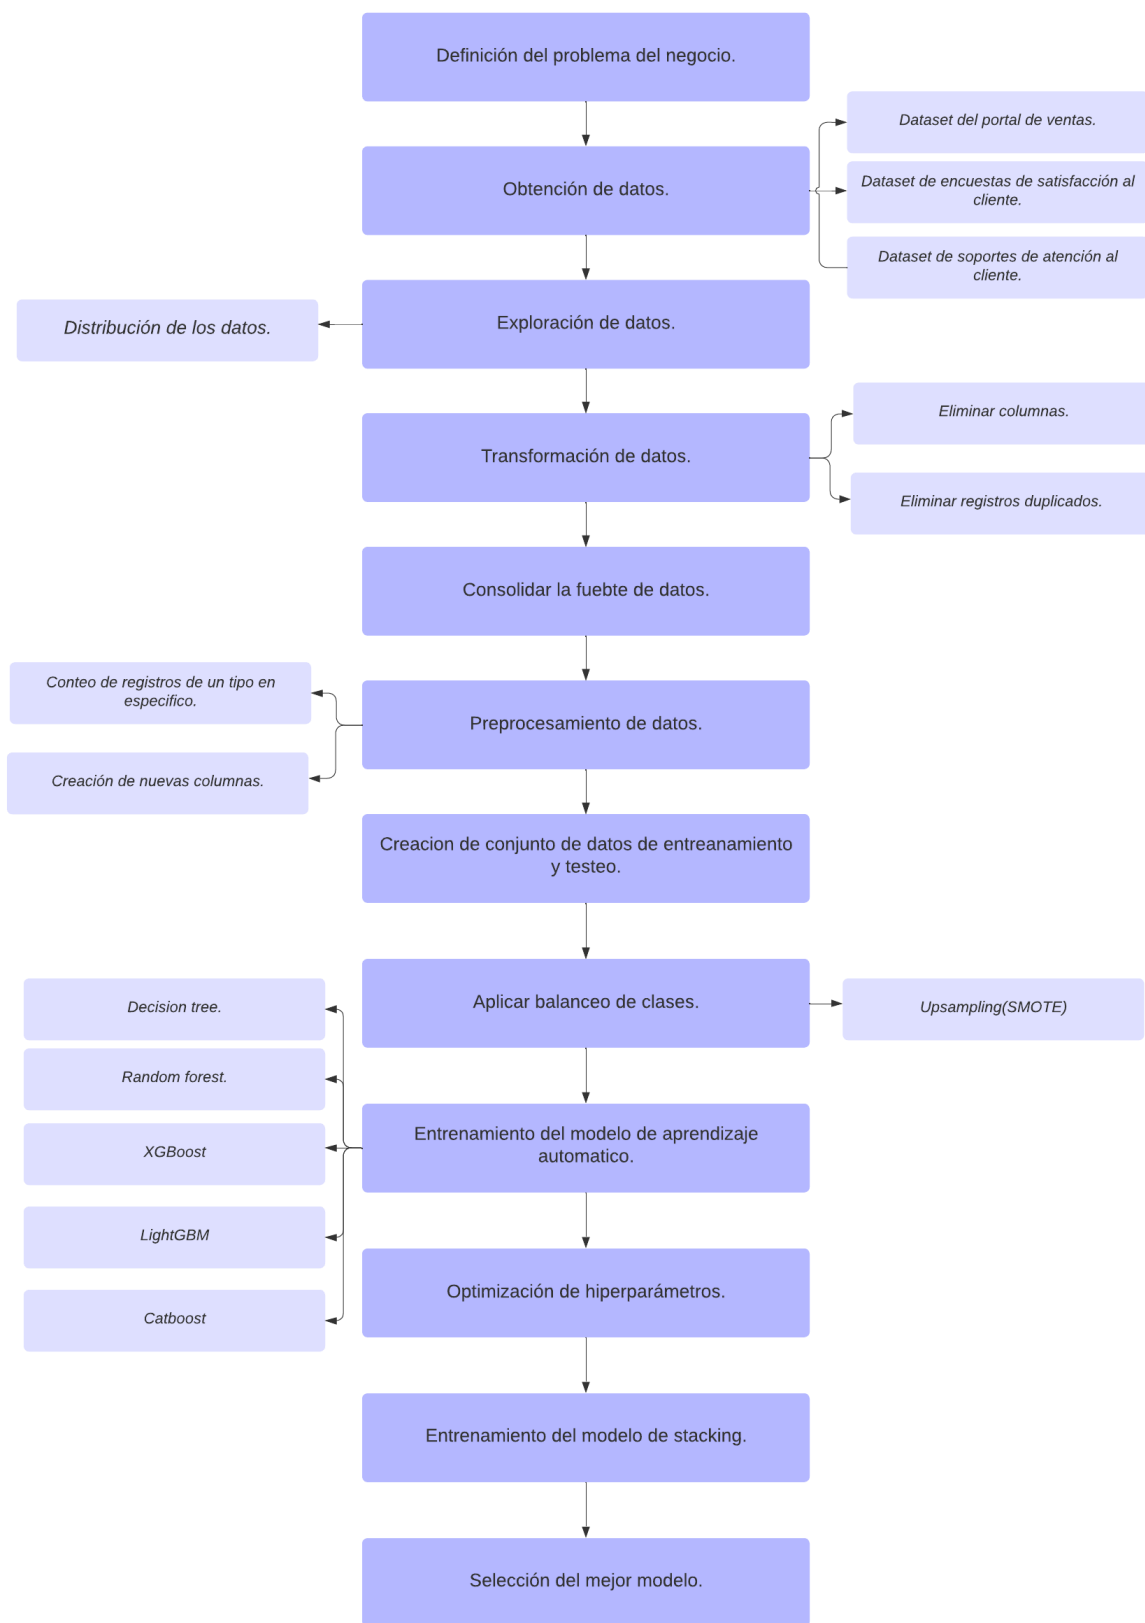 Definición del problema del negocio.
Obtención de datos.
Dataset del portal de ventas.
Dataset de encuestas de satisfacción al
cliente.
Dataset de soportes de atención al
cliente.
Exploración de datos.
Distribución de los datos.
Transformación de datos.
Eliminar columnas.
Eliminar registros duplicados.
Consolidar la fuebte de datos.
Preprocesamiento de datos.
Conteo de registros de un tipo en
especifico.
Creación de nuevas columnas.
Creacion de conjunto de datos de entreanamiento
y testeo.
Aplicar balanceo de clases.
Upsampling(SMOTE)
Entrenamiento del modelo de aprendizaje
automatico.
Decision tree.
Random forest.
XGBoost
LightGBM
Catboost
Optimización de hiperparámetros.
Entrenamiento del modelo de stacking.
Selección del mejor modelo.